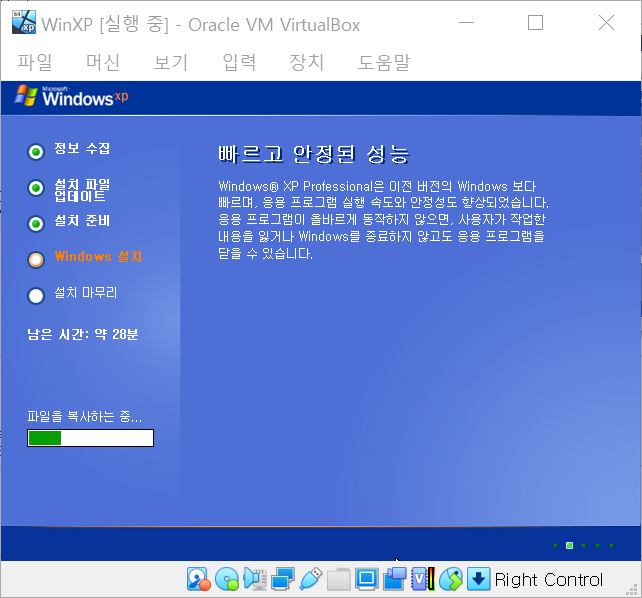 WinXP [실행 중] - Oracle VM VirtualBox
파일 머신 보기 입력 장치 도움말
Microsoft
Windows xp
정보 수집
설치 파일
업데이트
설치 준비
Windows 설치
설치 마무리
남은 시간: 약 28분
파일을 복사하는 중...
빠르고 안정된 성능
Windows® XP Professional은 이전 버전의 Windows 보다
빠르며, 응용 프로그램 실행 속도와 안정성도 향상되었습니다.
응용 프로그램이 올바르게 동작하지 않으면, 사용자가 작업한
내용을 잃거나 Windows를 종료하지 않고도 응용 프로그램을
닫을 수 있습니다.
Right Control